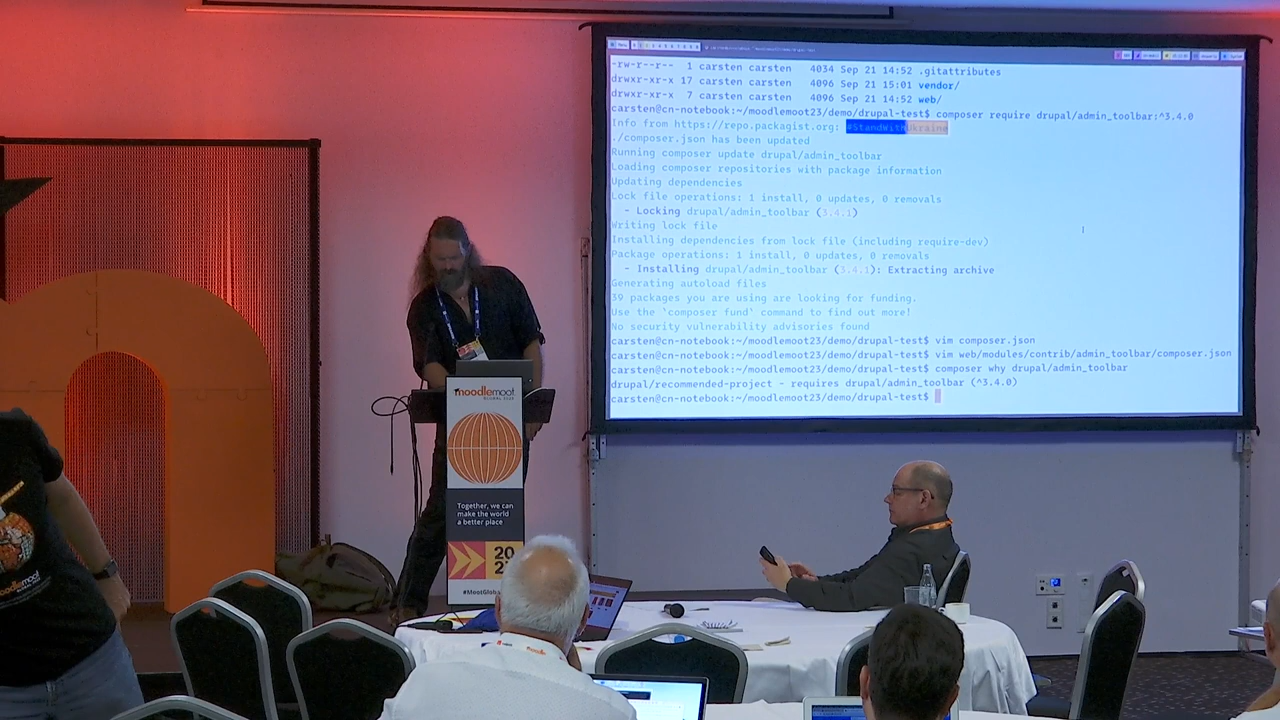 -rw-r--r-- 1 carsten carsten 4034 Sep 21 14:52 .gitattributes
drwxr-xr-x 17 carsten carsten 4096 Sep 21 15:01 vendor/
drwxr-xr-x 7 carsten carsten 4096 Sep 21 14:52 web/
carsten@cn-notebook:~/moodlemoot23/demo/drupal-test$ composer require drupal/admin_toolbar:^3.4.0
Info from https://repo.packagist.org: #StandWithUkraine
./composer.json has been updated
Running composer update drupal/admin_toolbar
Loading composer repositories with package information
Updating dependencies
Lock file operations: 1 install, 0 updates, 0 removals
- Locking drupal/admin_toolbar (3.4.1)
Writing lock file
Installing dependencies from lock file (including require-dev)
Package operations: 1 install, 0 updates, 0 removals
- Installing drupal/admin_toolbar (3.4.1): Extracting archive
Generating autoload files
39 packages you are using are looking for funding.
Use the `composer fund` command to find out more!
No security vulnerability advisories found
carsten@cn-notebook:~/moodlemoot23/demo/drupal-test$ vim composer.json
carsten@cn-notebook:~/moodlemoot23/demo/drupal-test$ vim web/modules/contrib/admin_toolbar/composer.json
carsten@cn-notebook:~/moodlemoot23/demo/drupal-test$ composer why drupal/admin_toolbar
drupal/recommended-project - requires drupal/admin_toolbar (^3.4.0)
carsten@cn-notebook:~/moodlemoot23/demo/drupal-test$
moodlemoot
GLOBAL 2023
Together, we can
make the world
a better place
20
#MootGlob
moodlemoot